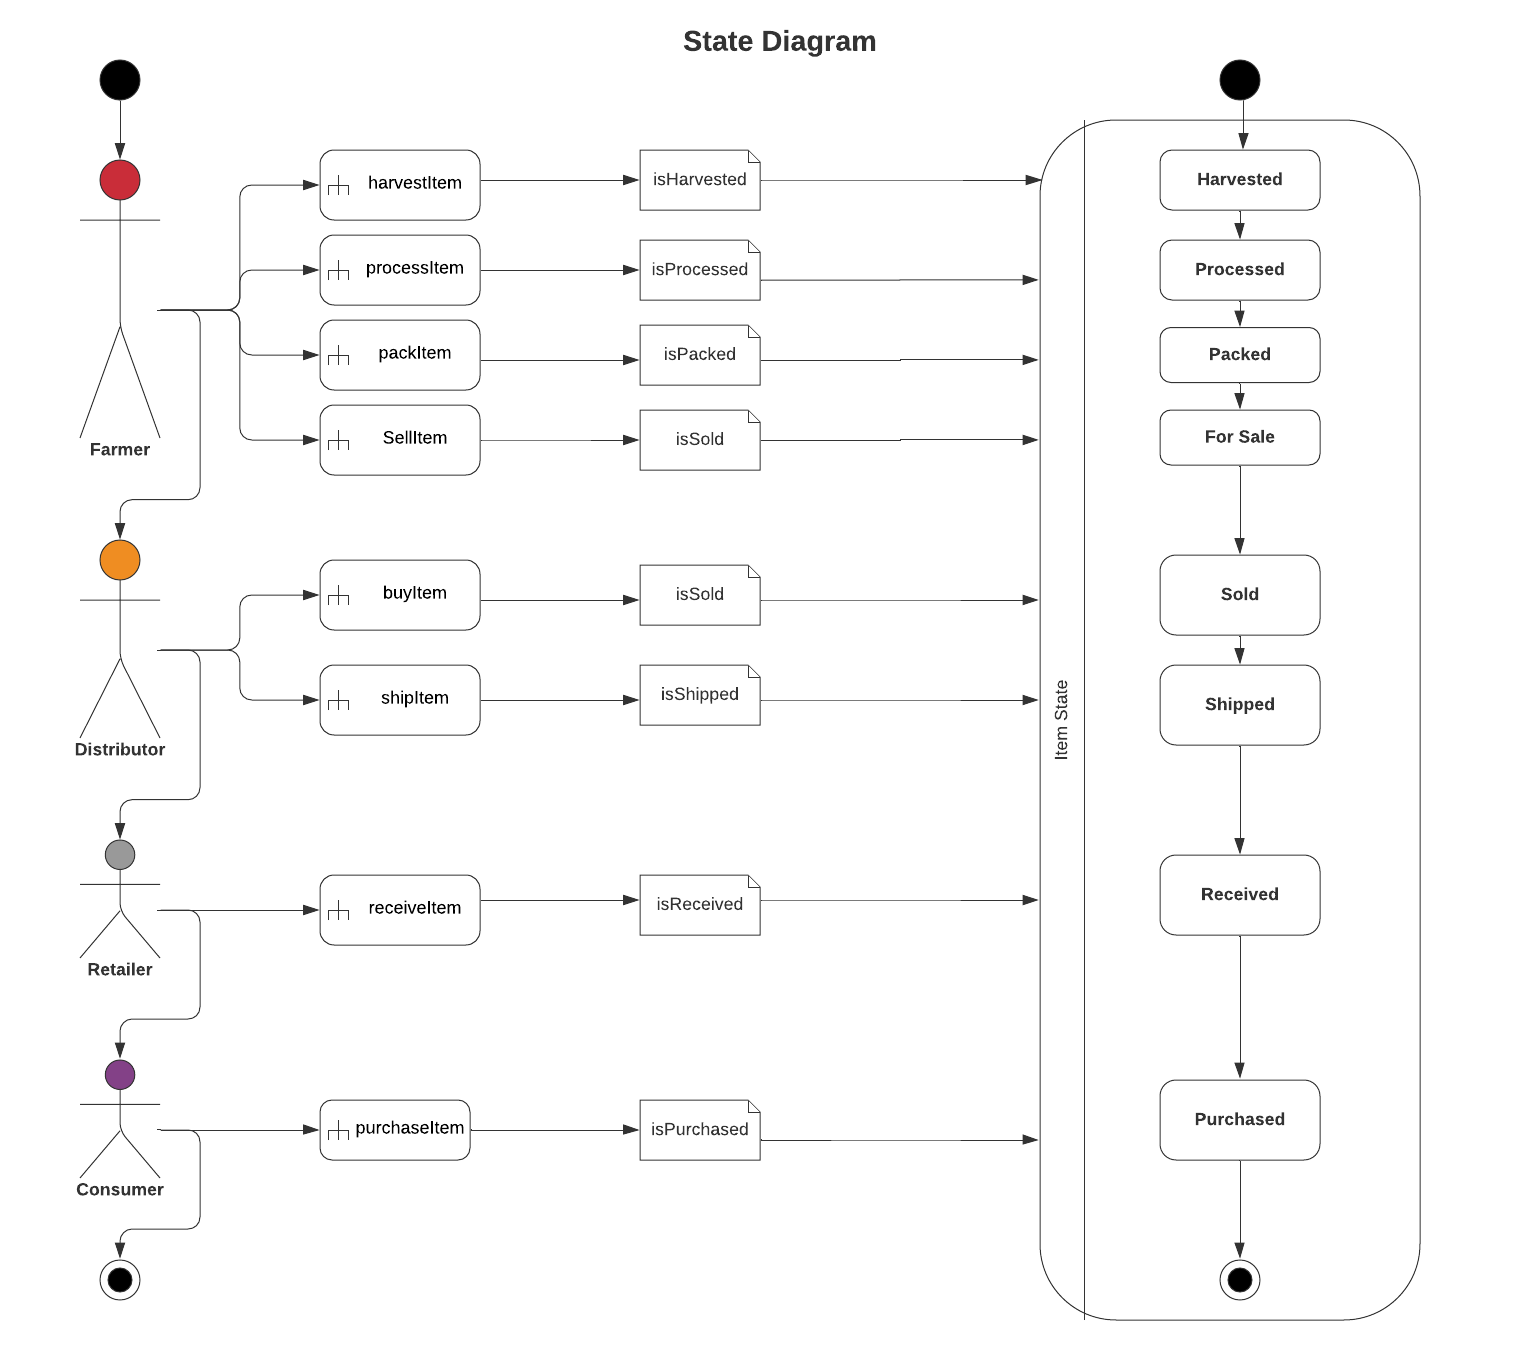 State Diagram
harvestItem
isHarvested
Harvested
processItem
isProcessed
Processed
packItem
isPacked
Packed
SellItem
isSold
For Sale
Farmer
buyItem
isSold
Sold
shipItem
isShipped
Shipped
Item State
Distributor
receiveItem
isReceived
Received
Retailer
purchaseItem
isPurchased
Purchased
Consumer